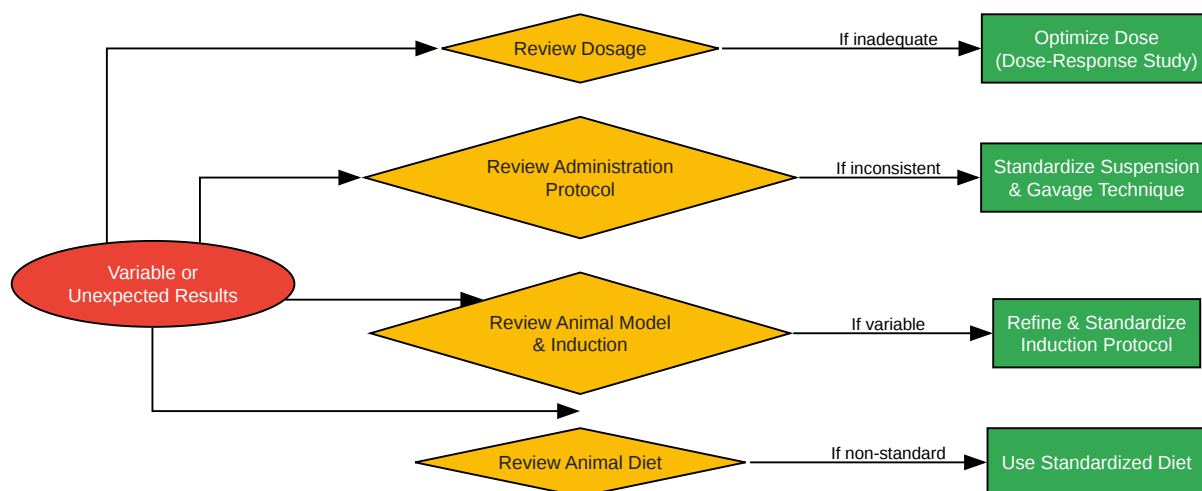 Review Dosage
If inadequate
Optimize Dose
(Dose-Response Study)
Review Administration
Protocol
If inconsistent
Standardize Suspension
& Gavage Technique
Variable or
Unexpected Results
Review Animal Model
& Induction
If variable
Refine & Standardize
Induction Protocol
Review Animal Diet
If non-standard
Use Standardized Diet